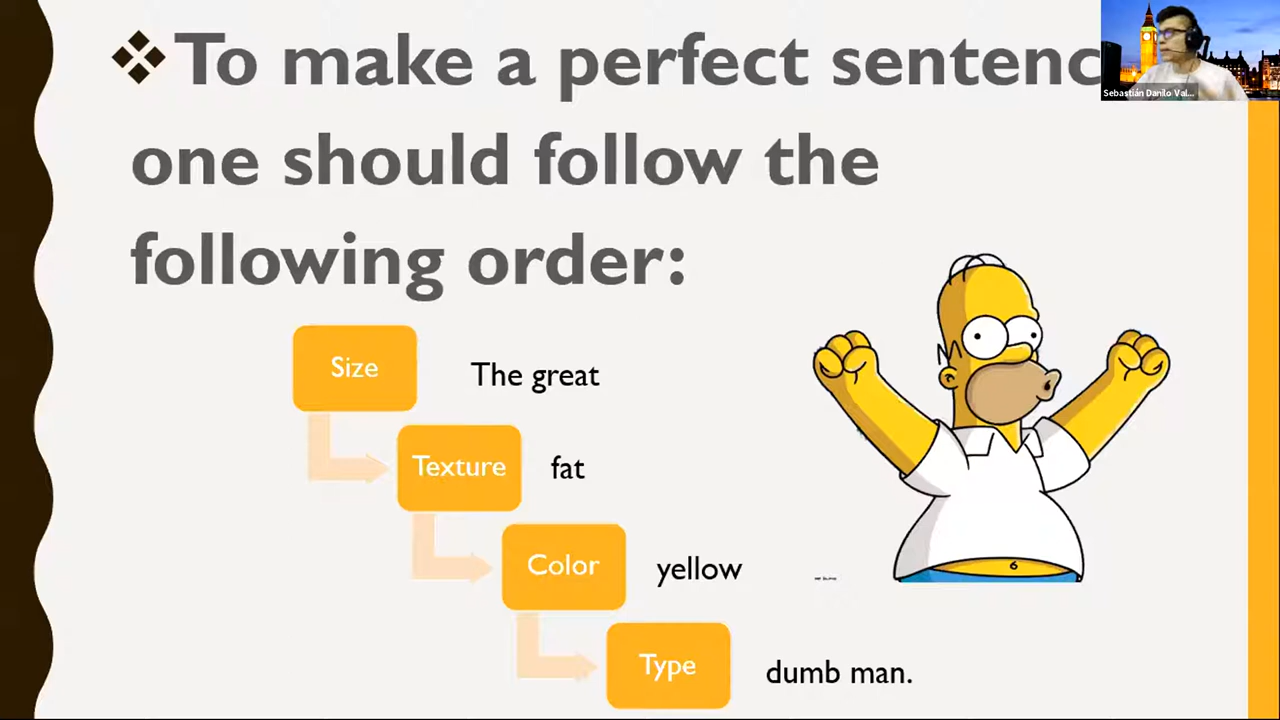 ❖To make a perfect sentenc
Sebastián Danilo Val...
one should follow the
following order:
Size
The great
Texture
fat
Color
yellow
Type
dumb man.